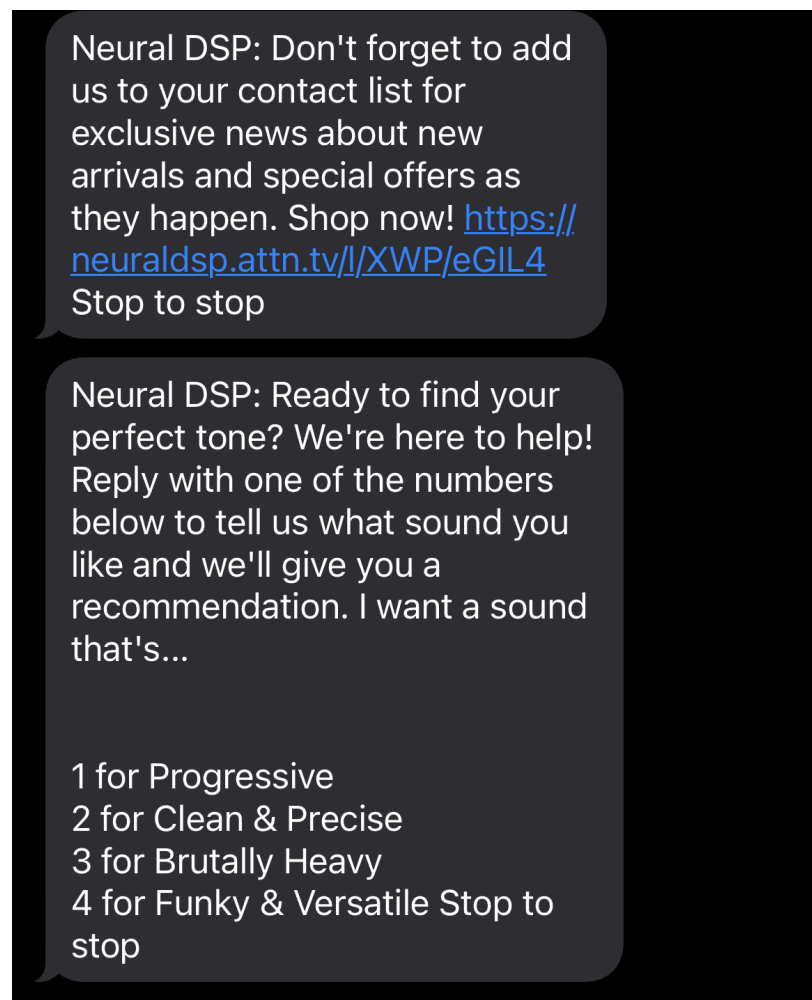 Neural DSP: Don't forget to add
us to your contact list for
exclusive news about new
arrivals and special offers as
they happen. Shop now! https://
neuraldsp.attn.tv/l/XWP/eGIL4
Stop to stop
Neural DSP: Ready to find your
perfect tone? We're here to help!
Reply with one of the numbers
below to tell us what sound you
like and we'll give you a
recommendation. I want a sound
that's...
1 for Progressive
2 for Clean & Precise
3 for Brutally Heavy
4 for Funky & Versatile Stop to
stop